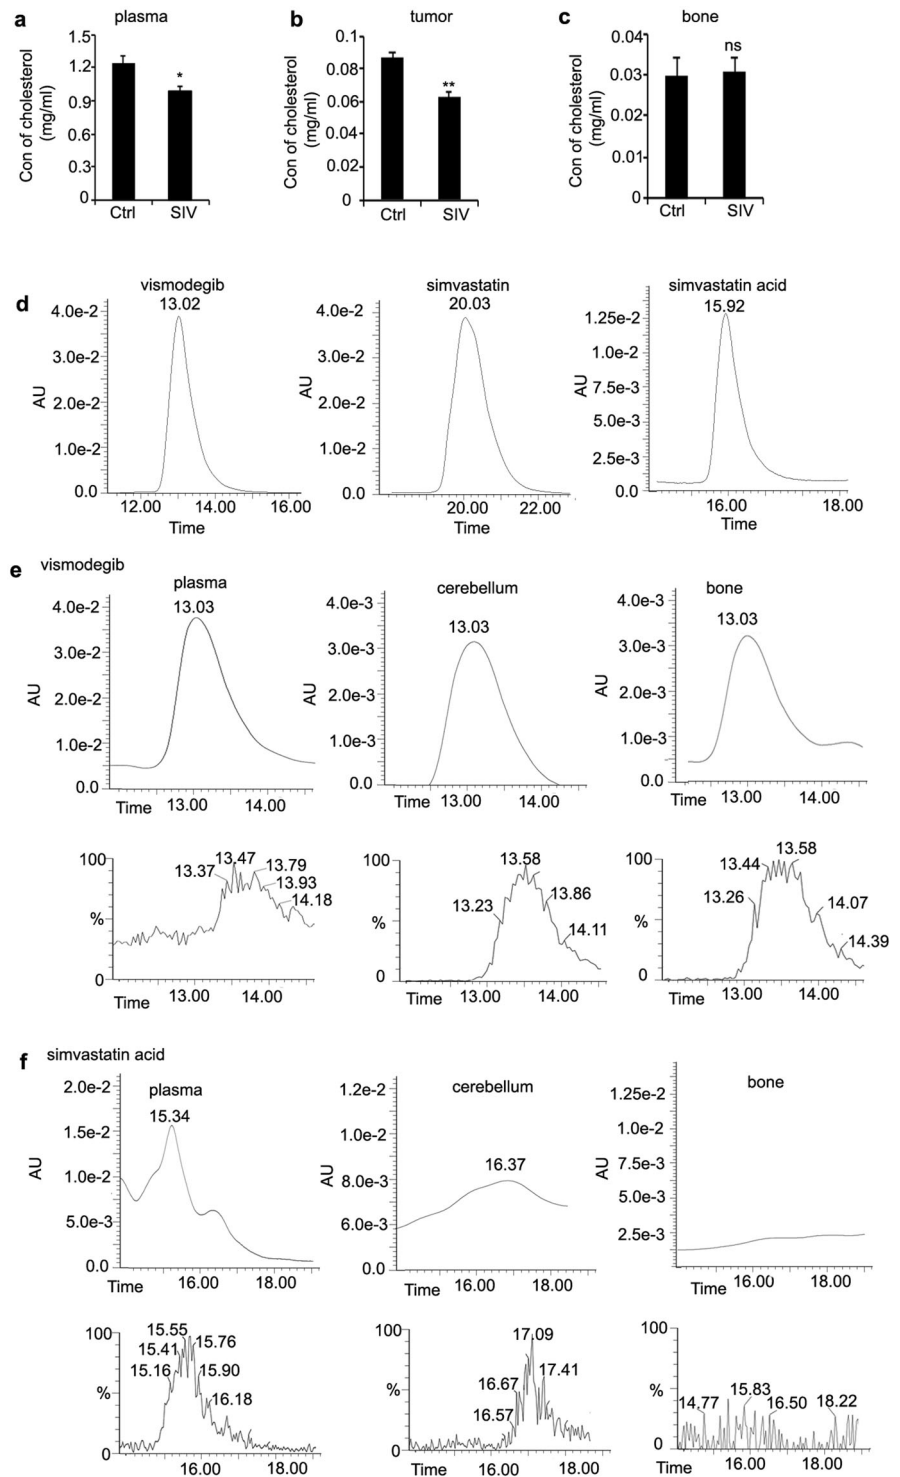 a plasma
1.5
1.2
0.9
0.6
0.3
0
Con of cholesterol
(mg/ml)
*
Ctrl SIV
b tumor
0.1
0.08
0.06
0.04
0.02
0
Con of cholesterol
(mg/ml)
**
Ctrl SIV
c bone
0.04
0.03
0.02
0.01
0
Con of cholesterol
(mg/ml)
ns
Ctrl SIV
d
vismodegib
13.02
4.0e-2
3.0e-2
2.0e-2
1.0e-2
0.0
AU
12.00 14.00 16.00
Time
simvastatin
20.03
4.0e-2
3.0e-2
2.0e-2
1.0e-2
0.0
AU
20.00 22.00
Time
simvastatin acid
15.92
1.25e-2
1.0e-2
7.5e-3
5.0e-3
2.5e-3
0.0
AU
16.00 18.00
Time
e vismodegib
plasma
13.03
4.0e-2
3.0e-2
2.0e-2
1.0e-2
0.0
AU
Time 13.00 14.00
cerebellum
13.03
4.0e-3
3.0e-3
2.0e-3
1.0e-3
0.0
AU
Time 13.00 14.00
bone
13.03
4.0e-3
3.0e-3
2.0e-3
1.0e-3
0.0
AU
Time 13.00 14.00
100
%
0
13.37 13.47 13.79
13.93
14.18
Time 13.00 14.00
100
%
0
13.58
13.23 13.86
14.11
Time 13.00 14.00
100
%
0
13.44 13.58
13.26 14.07
14.39
Time 13.00 14.00
f simvastatin acid
plasma
15.34
2.0e-2
1.5e-2
1.0e-2
5.0e-3
0.0
AU
Time 16.00 18.00
cerebellum
16.37
1.2e-2
1.0e-2
8.0e-3
6.0e-3
0.0
AU
Time 16.00 18.00
bone
1.25e-2
1.0e-2
7.5e-3
5.0e-3
2.5e-3
AU
Time 16.00 18.00
100
%
0
15.55
15.41 15.76
15.16 15.90
16.18
Time 16.00 18.00
100
%
0
17.09
16.67 17.41
16.57
Time 16.00 18.00
100
%
0
14.77 15.83 16.50 18.22
Time 16.00 18.00